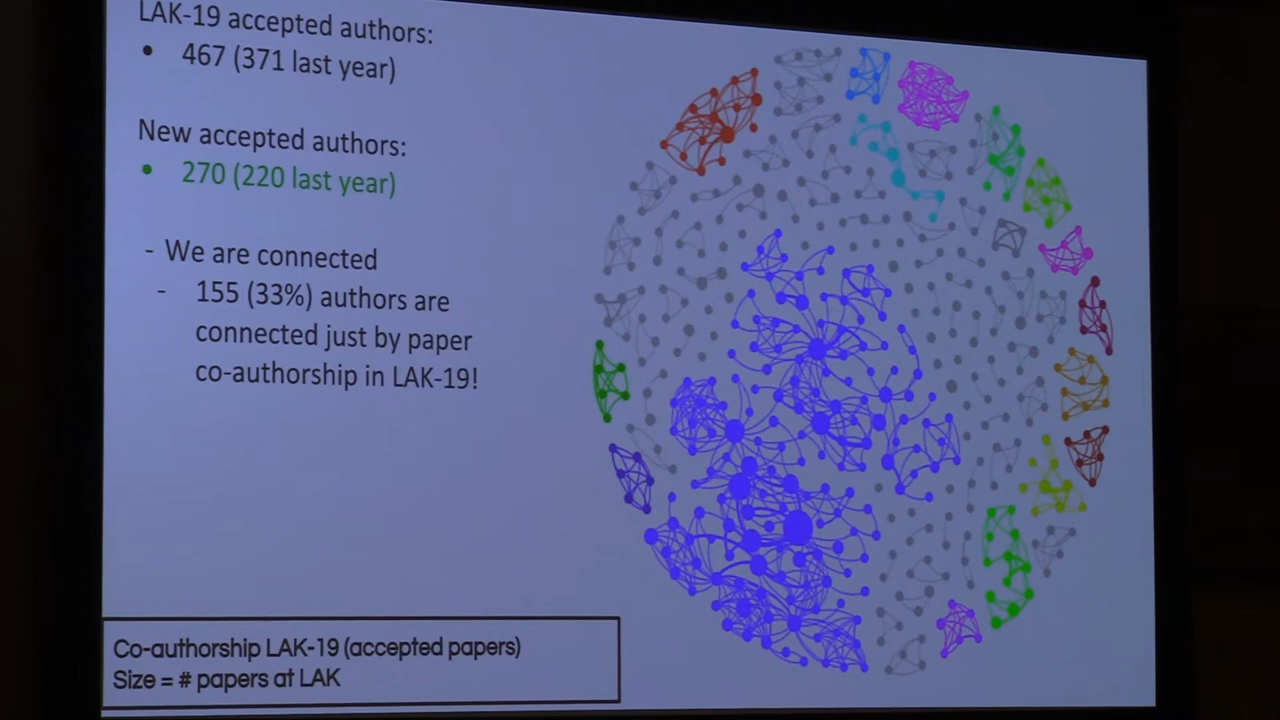 LAK-19 accepted authors:
• 467 (371 last year)
New accepted authors:
• 270 (220 last year)
- We are connected
- 155 (33%) authors are
connected just by paper
co-authorship in LAK-19!
Co-authorship LAK-19 (accepted papers)
Size = # papers at LAK